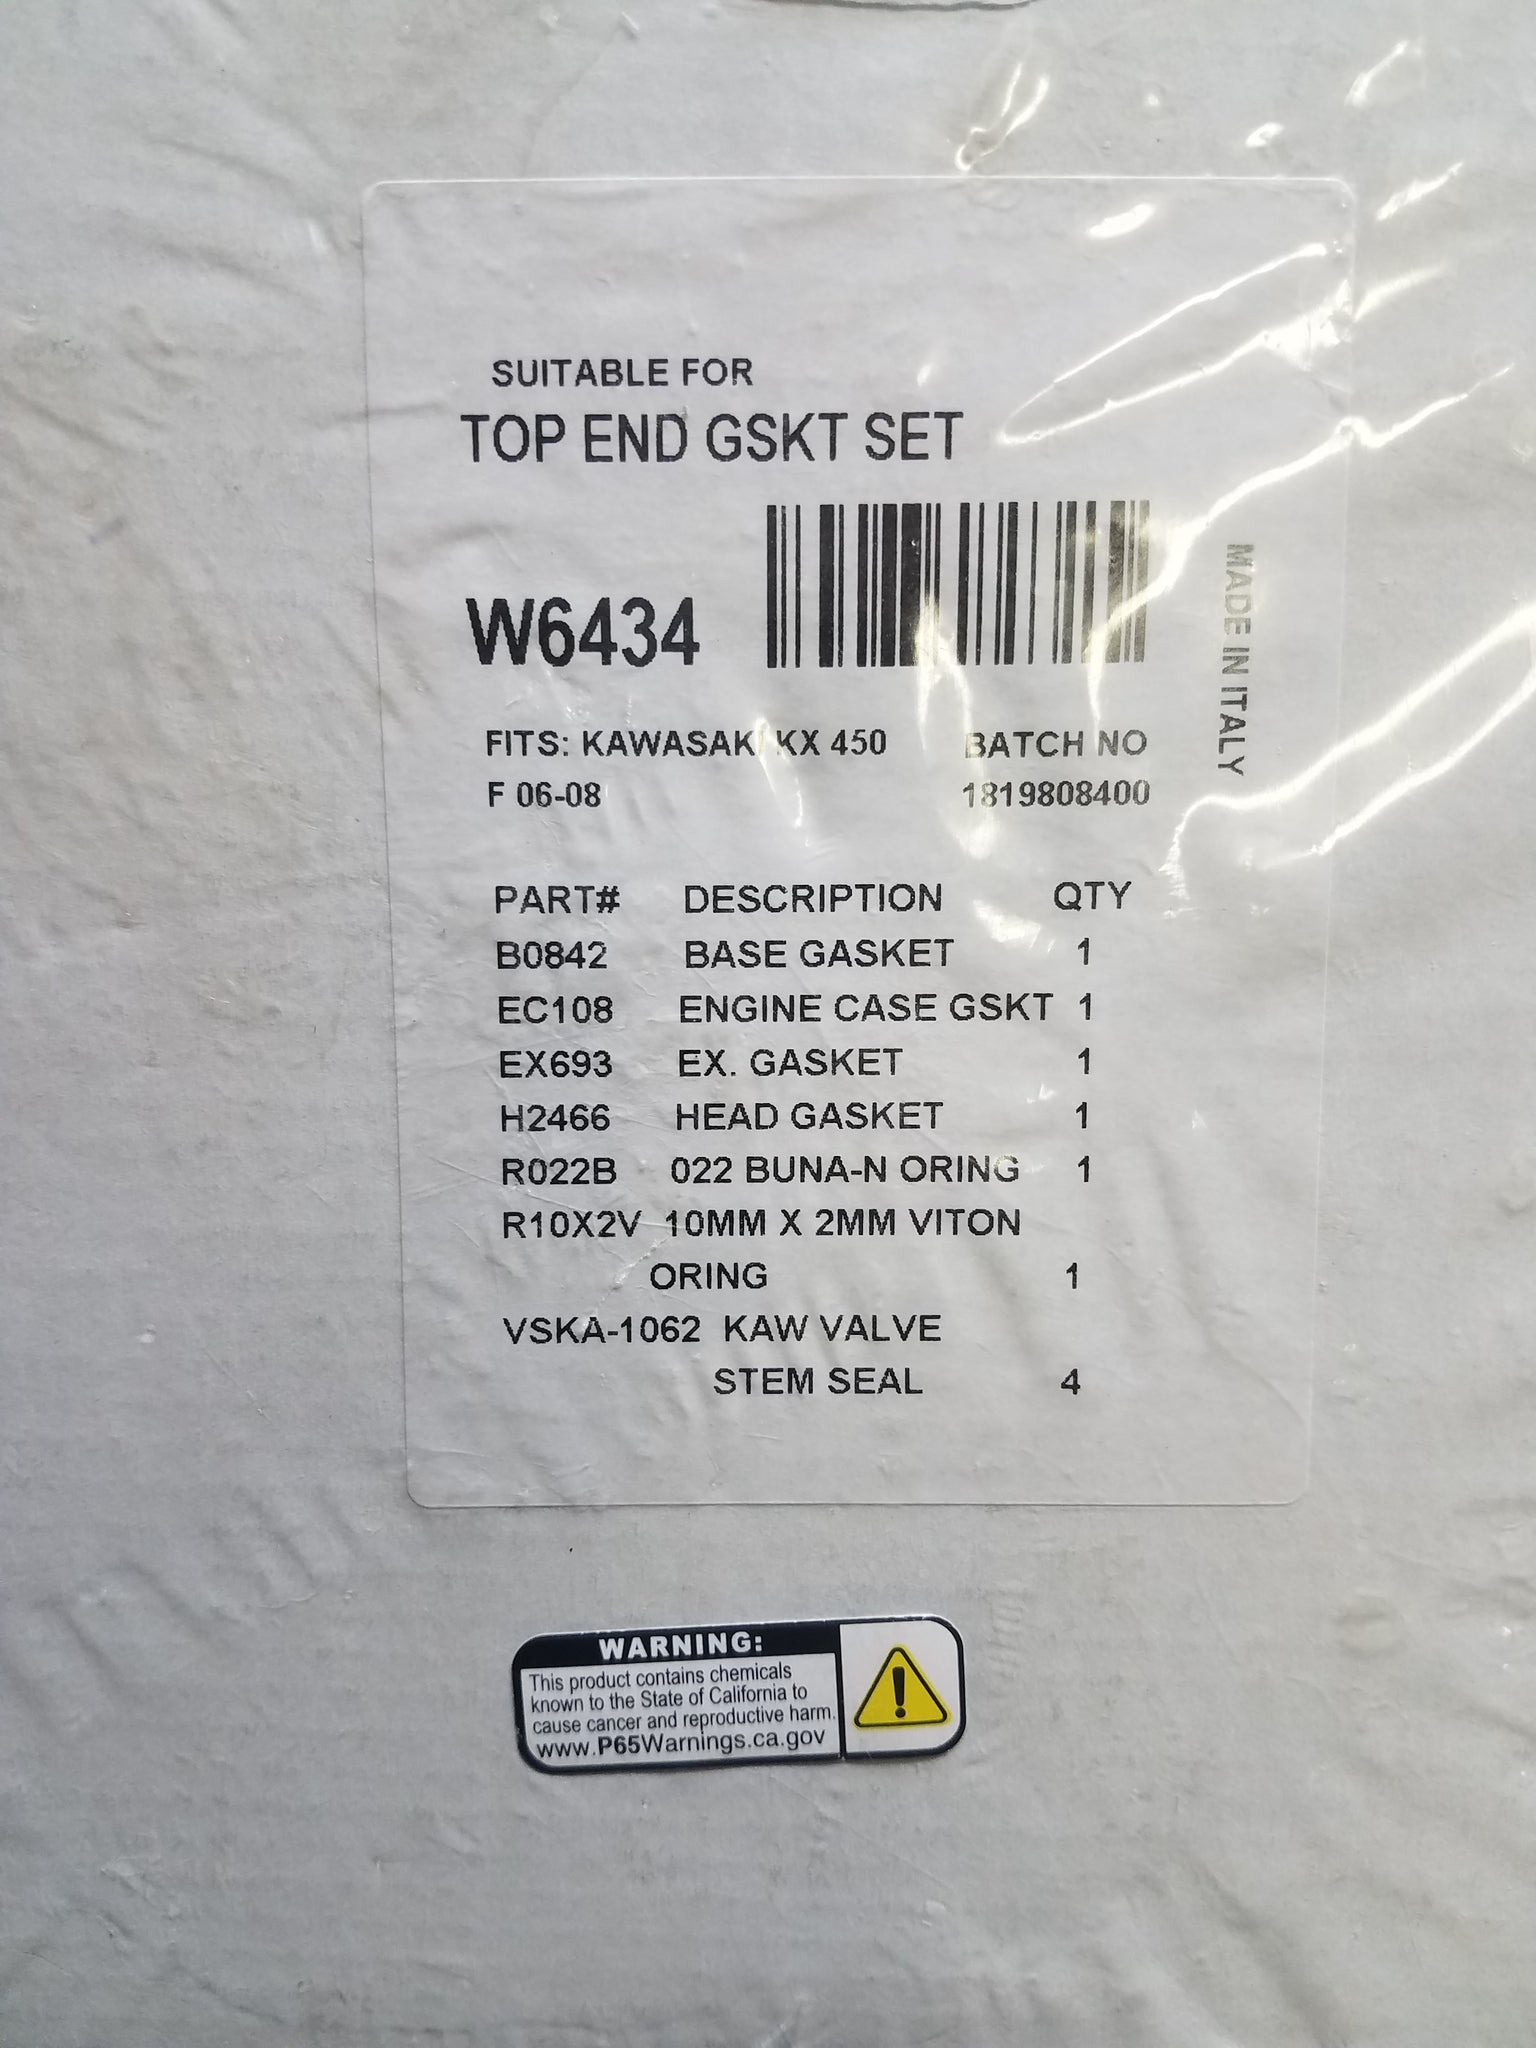 SUITABLE FOR
TOP END GSKT SET
W6434
MADE IN ITALY
FITS: KAWASAKI KX 450 BATCH NO
F 06-08 1819808400
PART# DESCRIPTION QTY
B0842 BASE GASKET 1
EC108 ENGINE CASE GSKT 1
EX693 EX. GASKET 1
H2466 HEAD GASKET 1
R022B 022 BUNA-N ORING 1
R10X2V 10MM X 2MM VITON
ORING 1
VSKA-1062 KAW VALVE
STEM SEAL 4
WARNING:
This product contains chemicals
known to the State of California to
cause cancer and reproductive harm.
www.P65Warnings.ca.gov